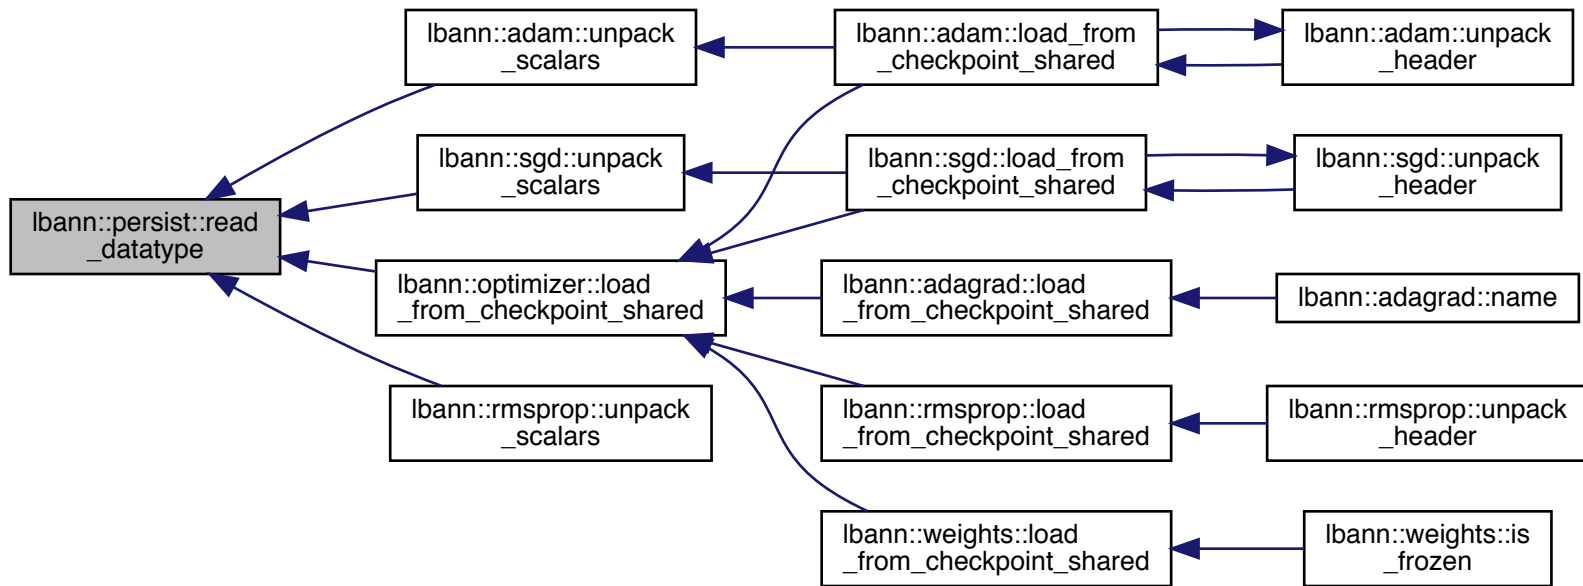 lbann::adam::unpack
_scalars
lbann::adam::load_from
_checkpoint_shared
lbann::adam::unpack
_header
lbann::sgd::unpack
_scalars
lbann::sgd::load_from
_checkpoint_shared
lbann::sgd::unpack
_header
lbann::persist::read
_datatype
lbann::optimizer::load
_from_checkpoint_shared
lbann::adagrad::load
_from_checkpoint_shared
lbann::adagrad::name
lbann::rmsprop::unpack
_scalars
lbann::rmsprop::load
_from_checkpoint_shared
lbann::rmsprop::unpack
_header
lbann::weights::load
_from_checkpoint_shared
lbann::weights::is
_frozen